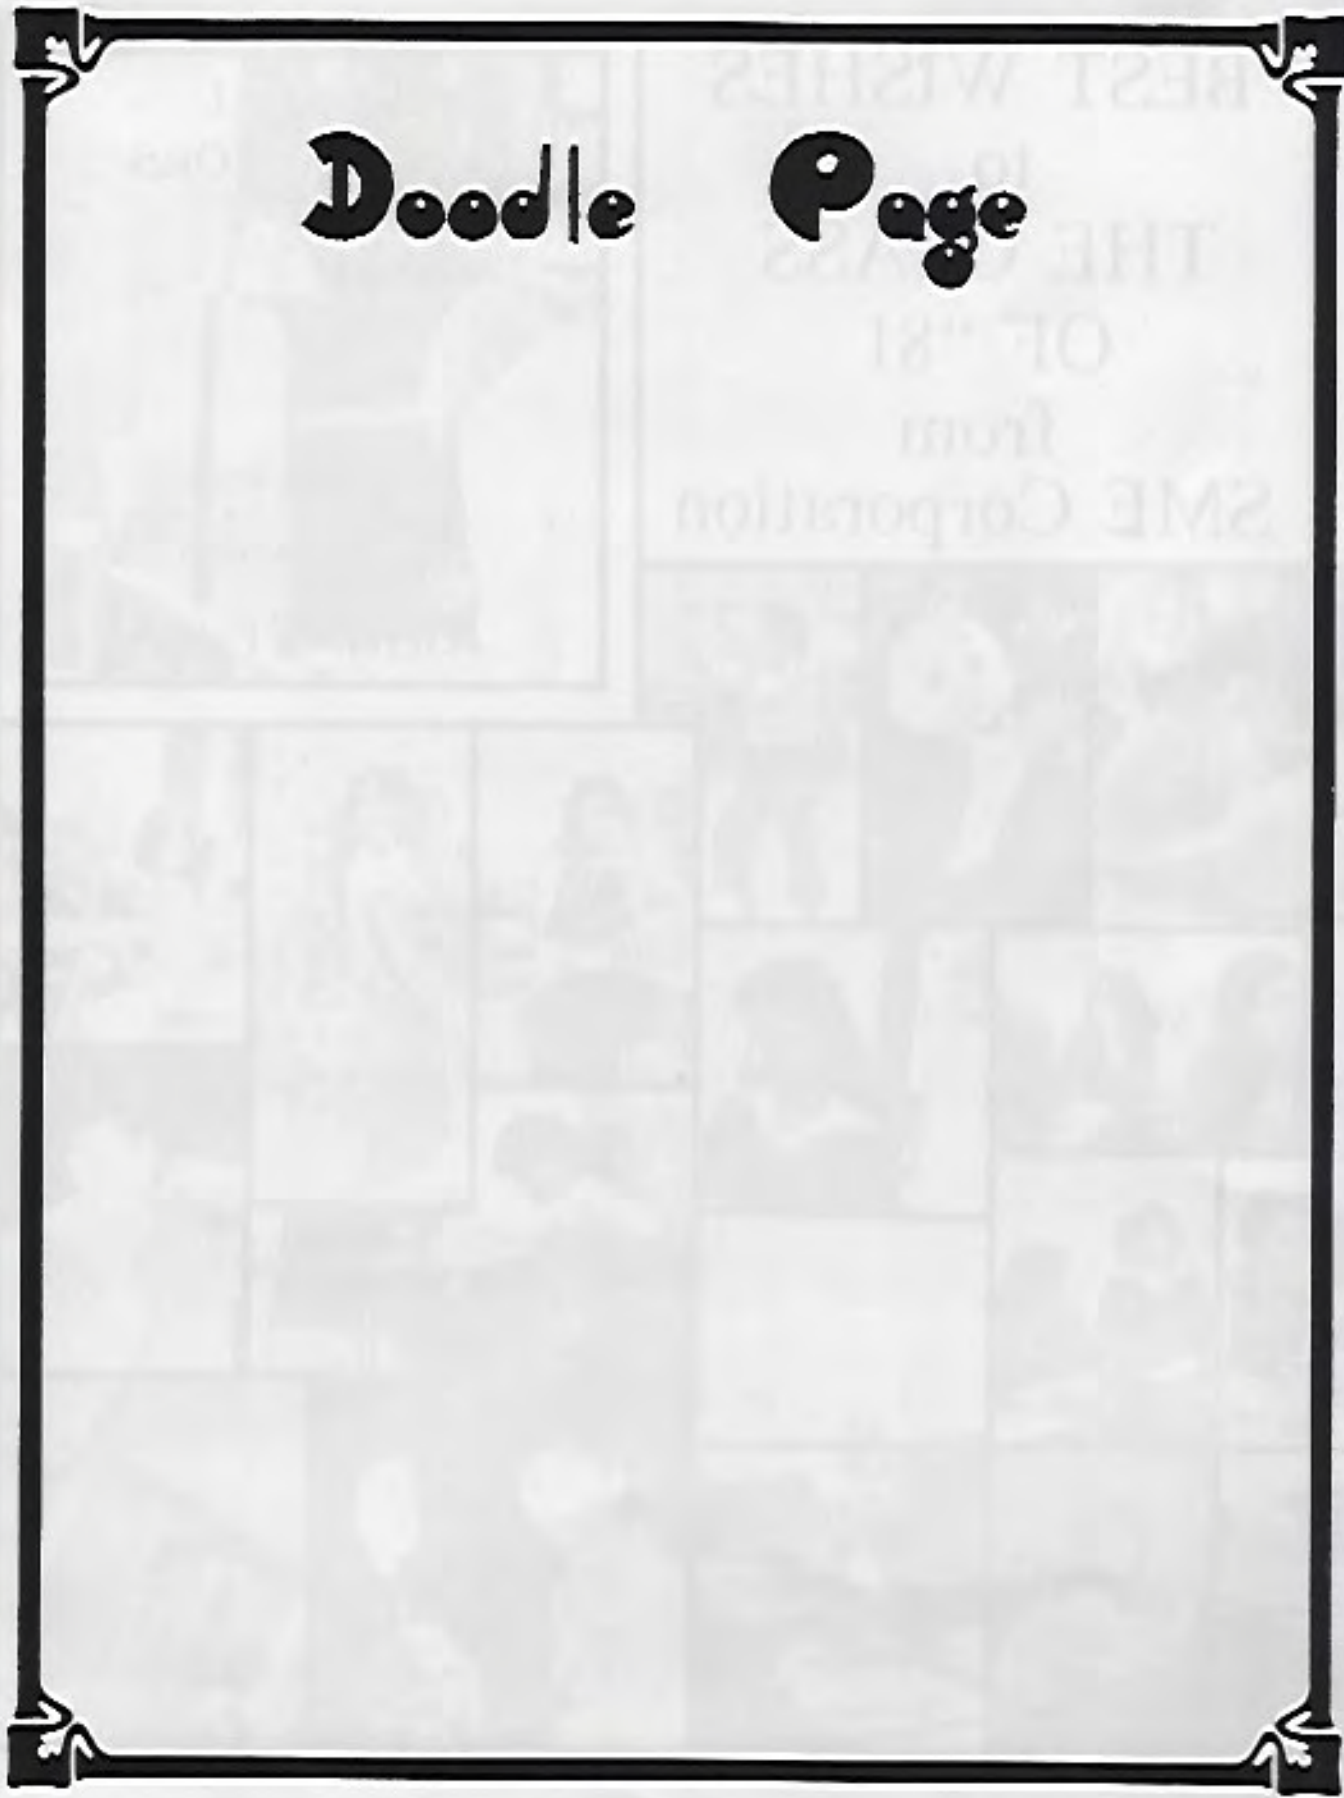 Doodle Page
BEST WISHES
to
THE CLASS
OF "81
from
SME Corporation